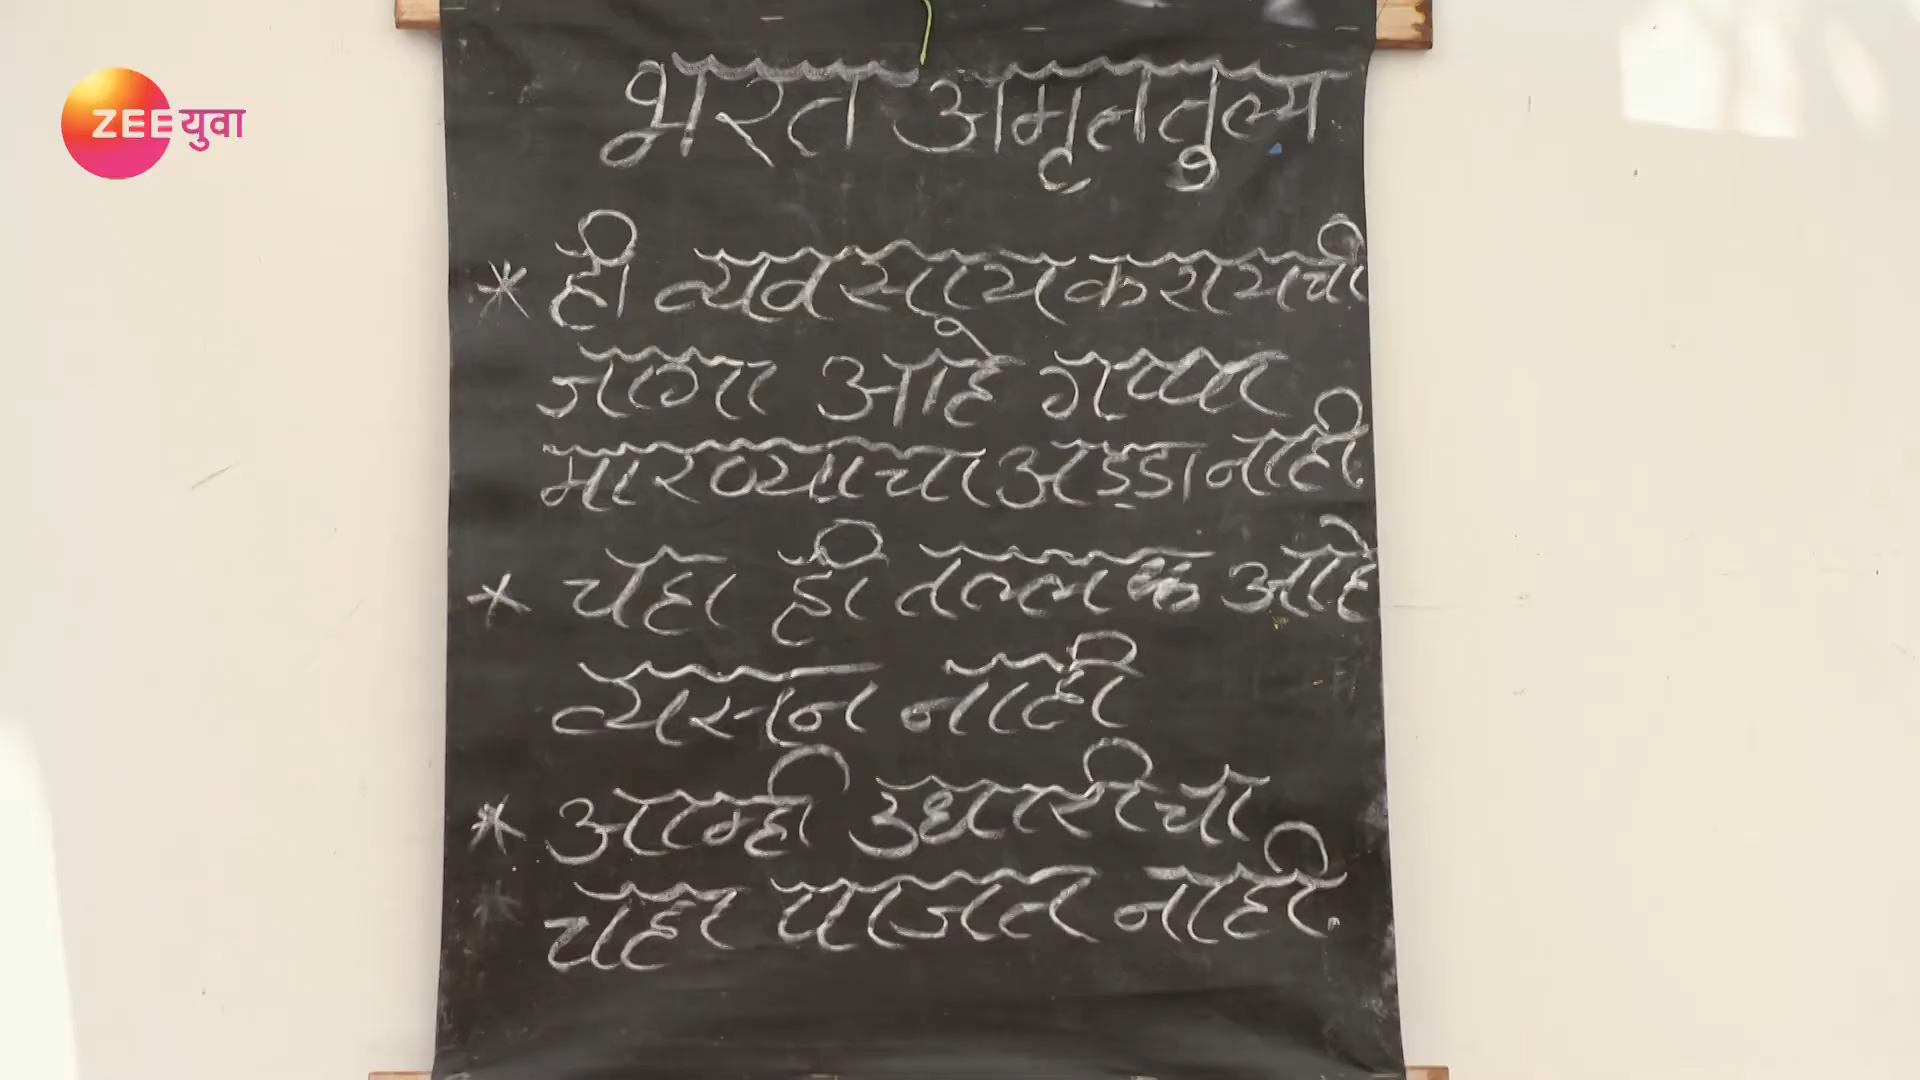 ZEE युवा
भरत अमृततुल्य
* ही व्यवसाय करायची
जागा आहे गप्पा
मारण्याचा अड्डा नाही.
* चहा ही तल्लफ आहे
व्यसन नाही
* आम्ही उधारीचा
चहा पाजत नाही.